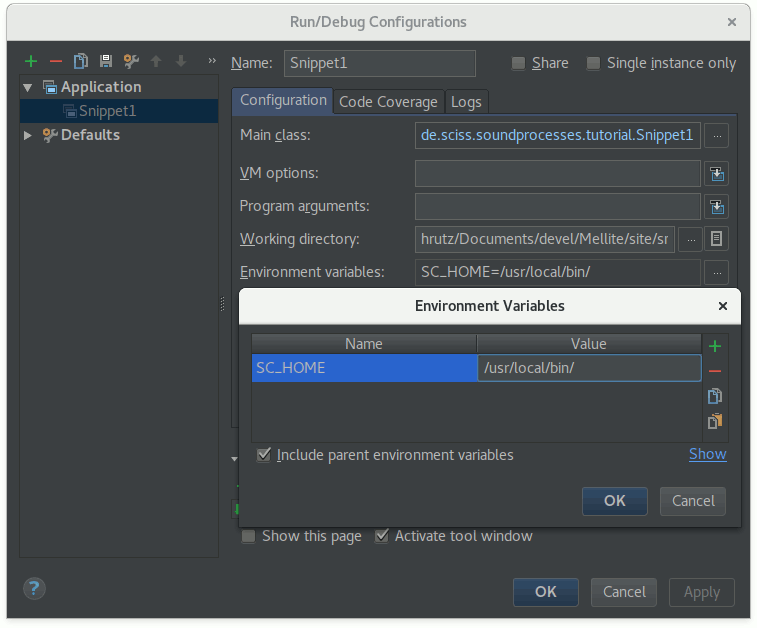 Run/Debug Configurations
Application
Snippet1
Defaults
Name: Snippet1
Share
Single instance only
Configuration
Code Coverage
Logs
Main class: de.sciss.soundprocesses.tutorial.Snippet1
VM options:
Program arguments:
Working directory: hrutz/Documents/devel/Mellite/site/sr
Environment variables: SC_HOME=/usr/local/bin/
Environment Variables
Name Value
SC_HOME /usr/local/bin/
Include parent environment variables
Show
OK Cancel
Show this page
Activate tool window
OK Cancel Apply